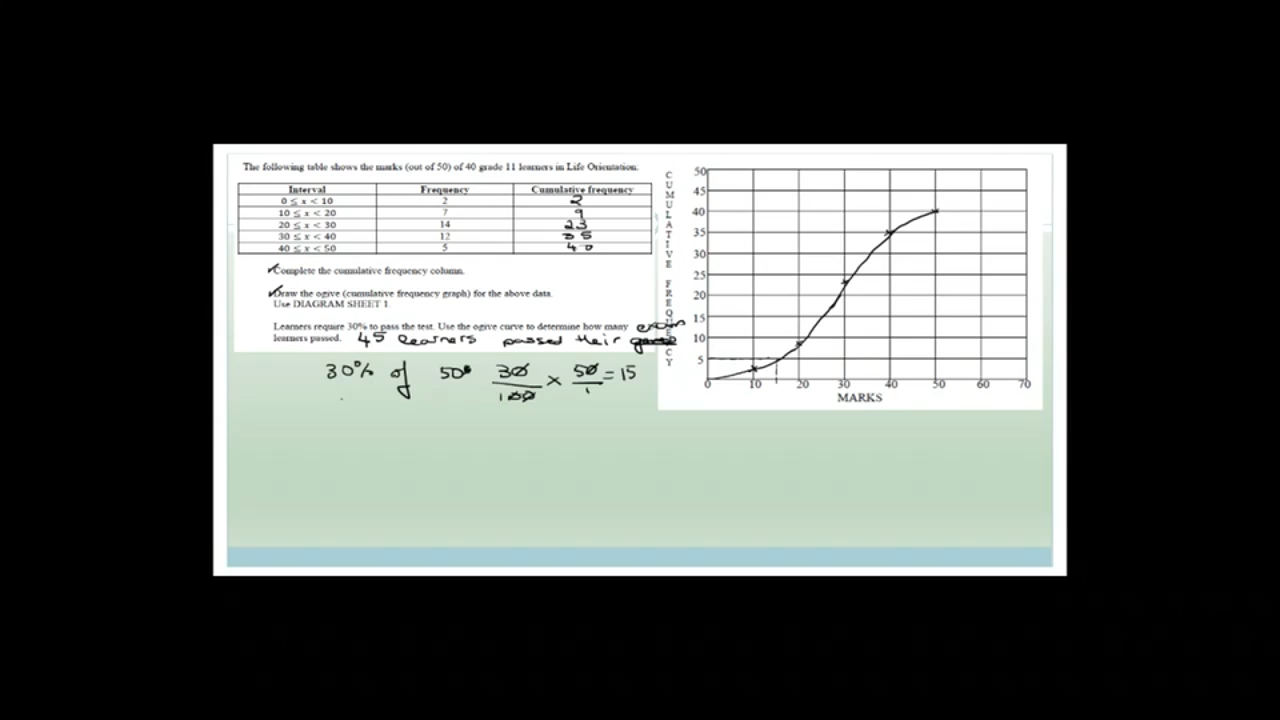 The following table shows the marks (out of 50) of 40 grade 11 learners in Life Orientation.
Interval Frequency Cumulative frequency
0 ≤ x < 10 2 2
10 ≤ x < 20 7 9
20 ≤ x < 30 14 23
30 ≤ x < 40 12 35
40 ≤ x < 50 5 40
Complete the cumulative frequency column.
Draw the ogive (cumulative frequency graph) for the above data.
Use DIAGRAM SHEET 1
Learners require 30% to pass the test. Use the ogive curve to determine how many
learners passed. 45 learners passed their
30% of 50 30/100 × 50/1 = 15
CUMULATIVE FREQUENCY
50
45
40
35
30
25
20
15
10
5
0 10 20 30 40 50 60 70
MARKS